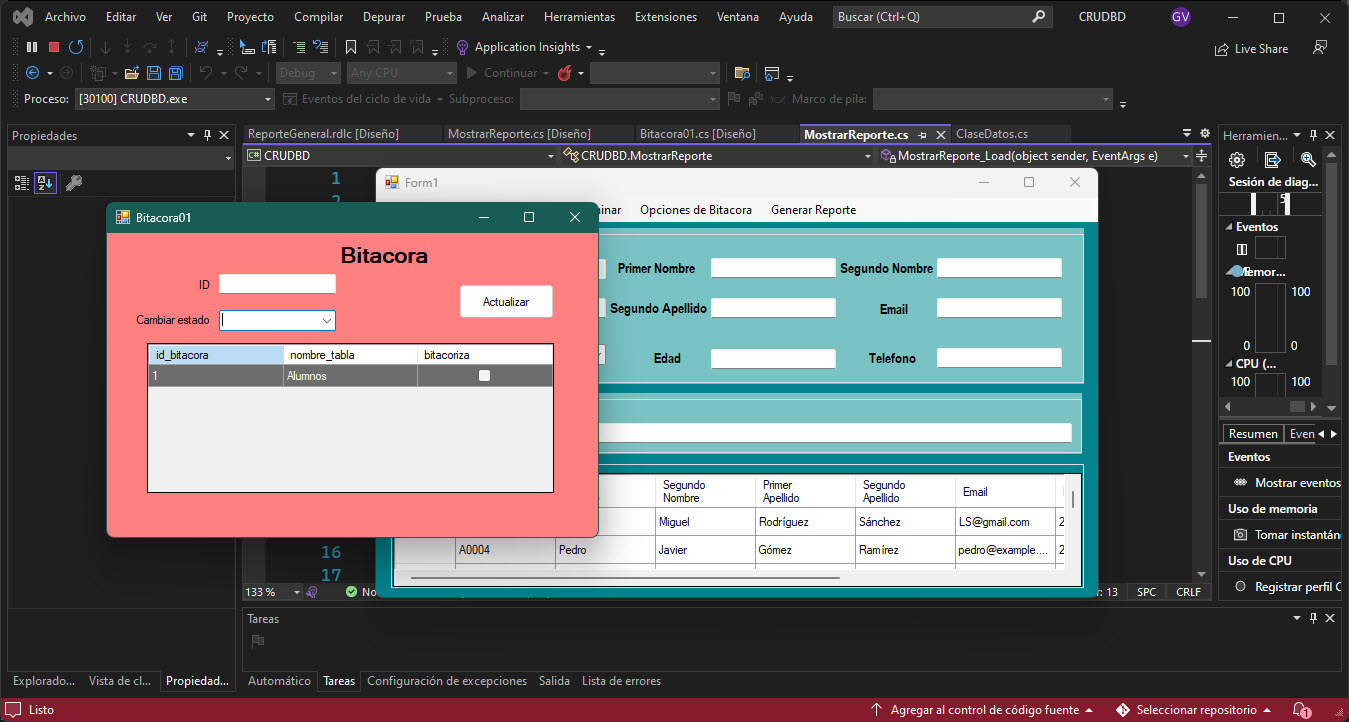 Archivo Editar Ver Git Proyecto Compilar Depurar Prueba Analizar Herramientas Extensiones Ventana Ayuda Buscar (Ctrl+Q) CRUDBD GV
Application Insights Live Share
Debug Any CPU Continuar
Proceso: [30100] CRUDBD.exe Eventos del ciclo de vida Subproceso: Marco de pila:
Propiedades
ReporteGeneral.rdlc [Diseño] MostrarReporte.cs [Diseño] Bitacora01.cs [Diseño] MostrarReporte.cs ClaseDatos.cs
C# CRUDBD CRUDBD.MostrarReporte MostrarReporte_Load(object sender, EventArgs e)
1
2
Form1
inar Opciones de Bitacora Generar Reporte
Primer Nombre Segundo Nombre
Segundo Apellido Email
Edad Telefono
Segundo Nombre Primer Apellido Segundo Apellido Email
Miguel Rodríguez Sánchez LS@gmail.com 2
A0004 Pedro Javier Gómez Ramírez pedro@example.... 2
Bitacora01
Bitacora
ID
Actualizar
Cambiar estado
id_bitacora nombre_tabla bitacoriza
1 Alumnos
16
17
133 % No : 13 SPC CRLF
Herramien...
Sesión de diag...
Eventos
Memor...
100 100
0 0
CPU (...
100 100
Resumen Even
Eventos
Mostrar eventos
Uso de memoria
Tomar instantán
Uso de CPU
Registrar perfil C
Tareas
Explorado... Vista de cl... Propiedad... Automático Tareas Configuración de excepciones Salida Lista de errores
Listo Agregar al control de código fuente Seleccionar repositorio 1